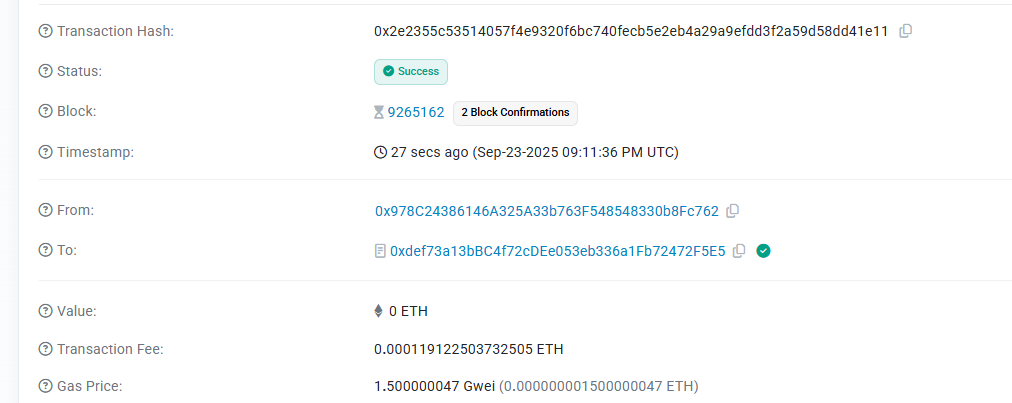 Transaction Hash: 0x2e2355c53514057f4e9320f6bc740fecb5e2eb4a29a9efdd3f2a59d58dd41e11
Status: Success
Block: 9265162 2 Block Confirmations
Timestamp: 27 secs ago (Sep-23-2025 09:11:36 PM UTC)
From: 0x978C24386146A325A33b763F548548330b8Fc762
To: 0xdef73a13bBC4f72cDEe053eb336a1Fb72472F5E5
Value: 0 ETH
Transaction Fee: 0.000119122503732505 ETH
Gas Price: 1.500000047 Gwei (0.000000001500000047 ETH)